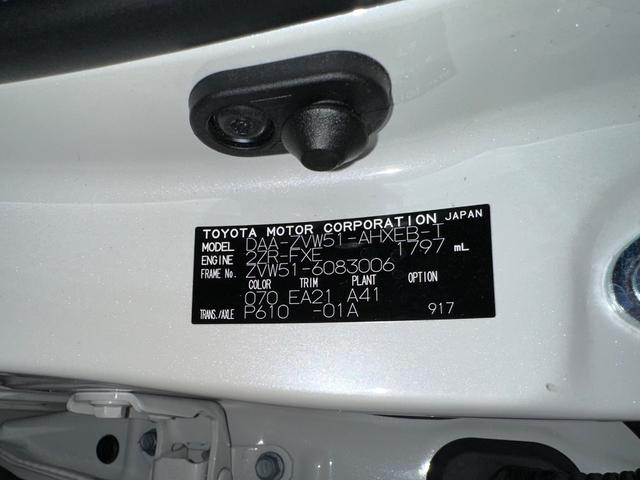 TOYOTA MOTOR CORPORATION JAPAN
MODEL DAA-ZVW51-AHXEB-T
ENGINE 2ZR-FXE 1797 mL
FRAME No. ZVW51-6083006
COLOR TRIM PLANT OPTION
070 EA21 A41
TRANS./AXLE P610 -01A 917